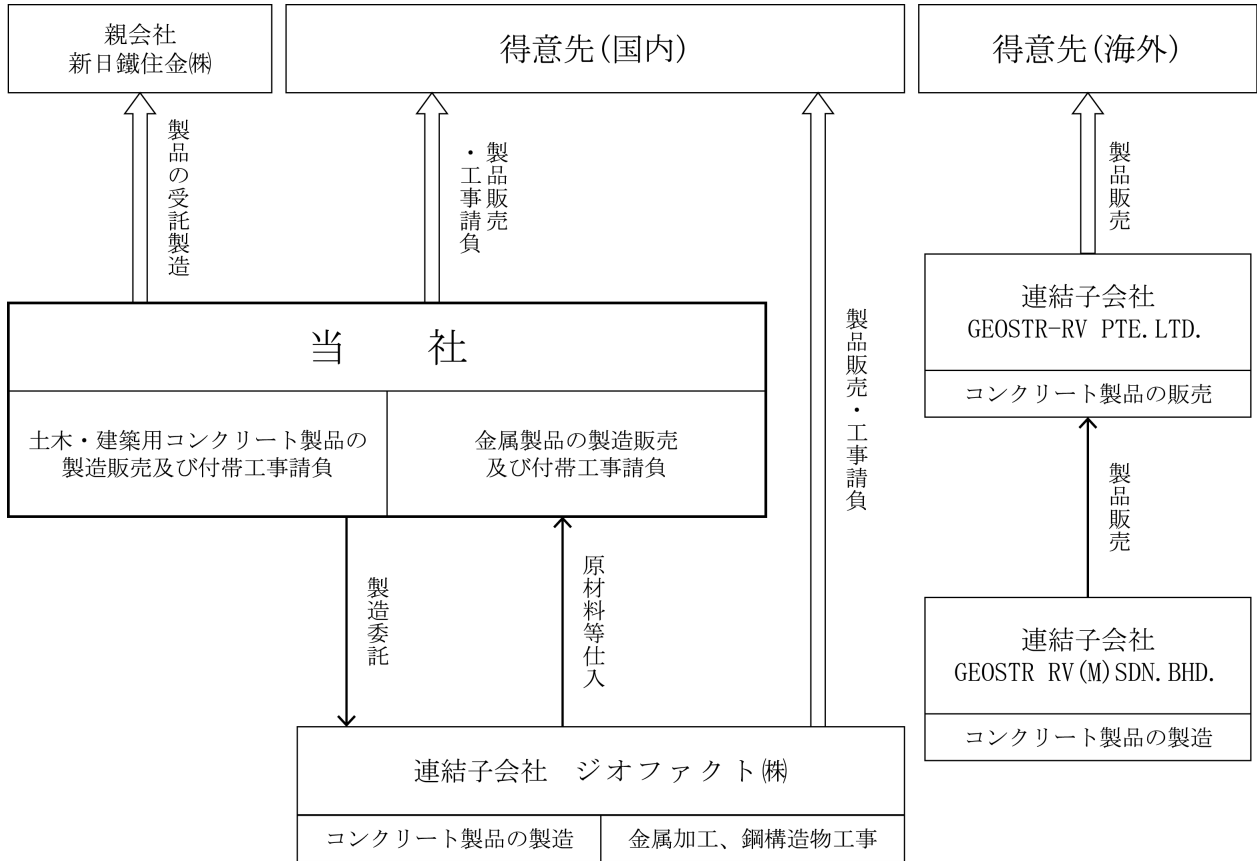 親会社
新日鐵住金㈱
得意先(国内)
得意先(海外)
製品の受託製造
製品販売
・工事請負
製品販売・工事請負
製品販売
当　社
土木・建築用コンクリート製品の
製造販売及び付帯工事請負
金属製品の製造販売
及び付帯工事請負
連結子会社
GEOSTR-RV PTE.LTD.
コンクリート製品の販売
製造委託
原材料等仕入
製品販売
連結子会社
GEOSTR RV(M)SDN.BHD.
コンクリート製品の製造
連結子会社　ジオファクト㈱
コンクリート製品の製造
金属加工、鋼構造物工事